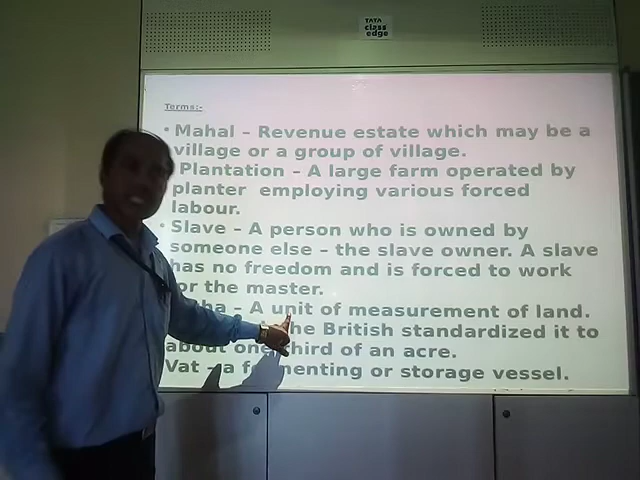 TATA
class
edge
Terms:-
• Mahal – Revenue estate which may be a
village or a group of village.
Plantation – A large farm operated by
planter employing various forced
labour.
• Slave – A person who is owned by
someone else – the slave owner. A slave
has no freedom and is forced to work
for the master.
– A unit of measurement of land.
the British standardized it to
about one third of an acre.
Vat – a fermenting or storage vessel.